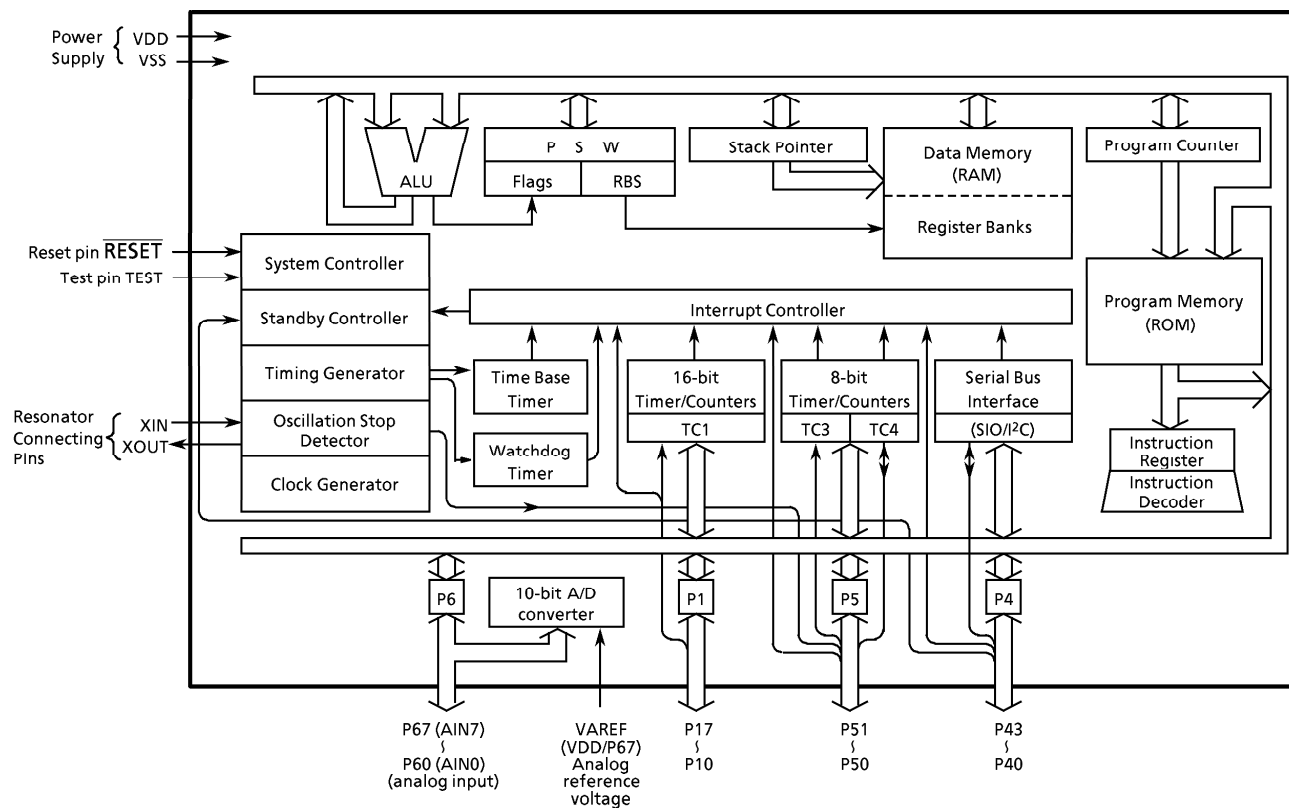 Power
Supply
VDD
VSS
P S W
Flags
RBS
ALU
Stack Pointer
Data Memory
(RAM)
Register Banks
Program Counter
Reset pin RESET
Test pin TEST
System Controller
Standby Controller
Timing Generator
Oscillation Stop
Detector
Clock Generator
Interrupt Controller
Program Memory
(ROM)
Time Base
Timer
Watchdog
Timer
16-bit
Timer/Counters
TC1
8-bit
Timer/Counters
TC3
TC4
Serial Bus
Interface
(SIO/I²C)
Instruction
Register
Instruction
Decoder
Resonator
Connecting
PIns
XIN
XOUT
P6
10-bit A/D
converter
P1
P5
P4
P67 (AIN7)
~
P60 (AIN0)
(analog input)
VAREF
(VDD/P67)
Analog
reference
voltage
P17
~
P10
P51
~
P50
P43
~
P40